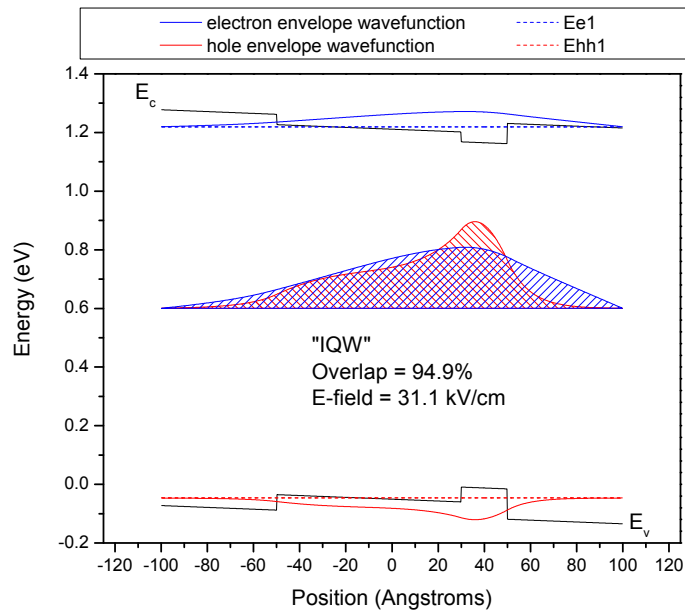 electron envelope wavefunction
Ee1
hole envelope wavefunction
Ehh1
1.4
E_c
1.2
1.0
0.8
0.6
"IQW"
Overlap = 94.9%
E-field = 31.1 kV/cm
0.4
0.2
0.0
E_v
-0.2
-120 -100 -80 -60 -40 -20 0 20 40 60 80 100 120
Energy (eV)
Position (Angstroms)